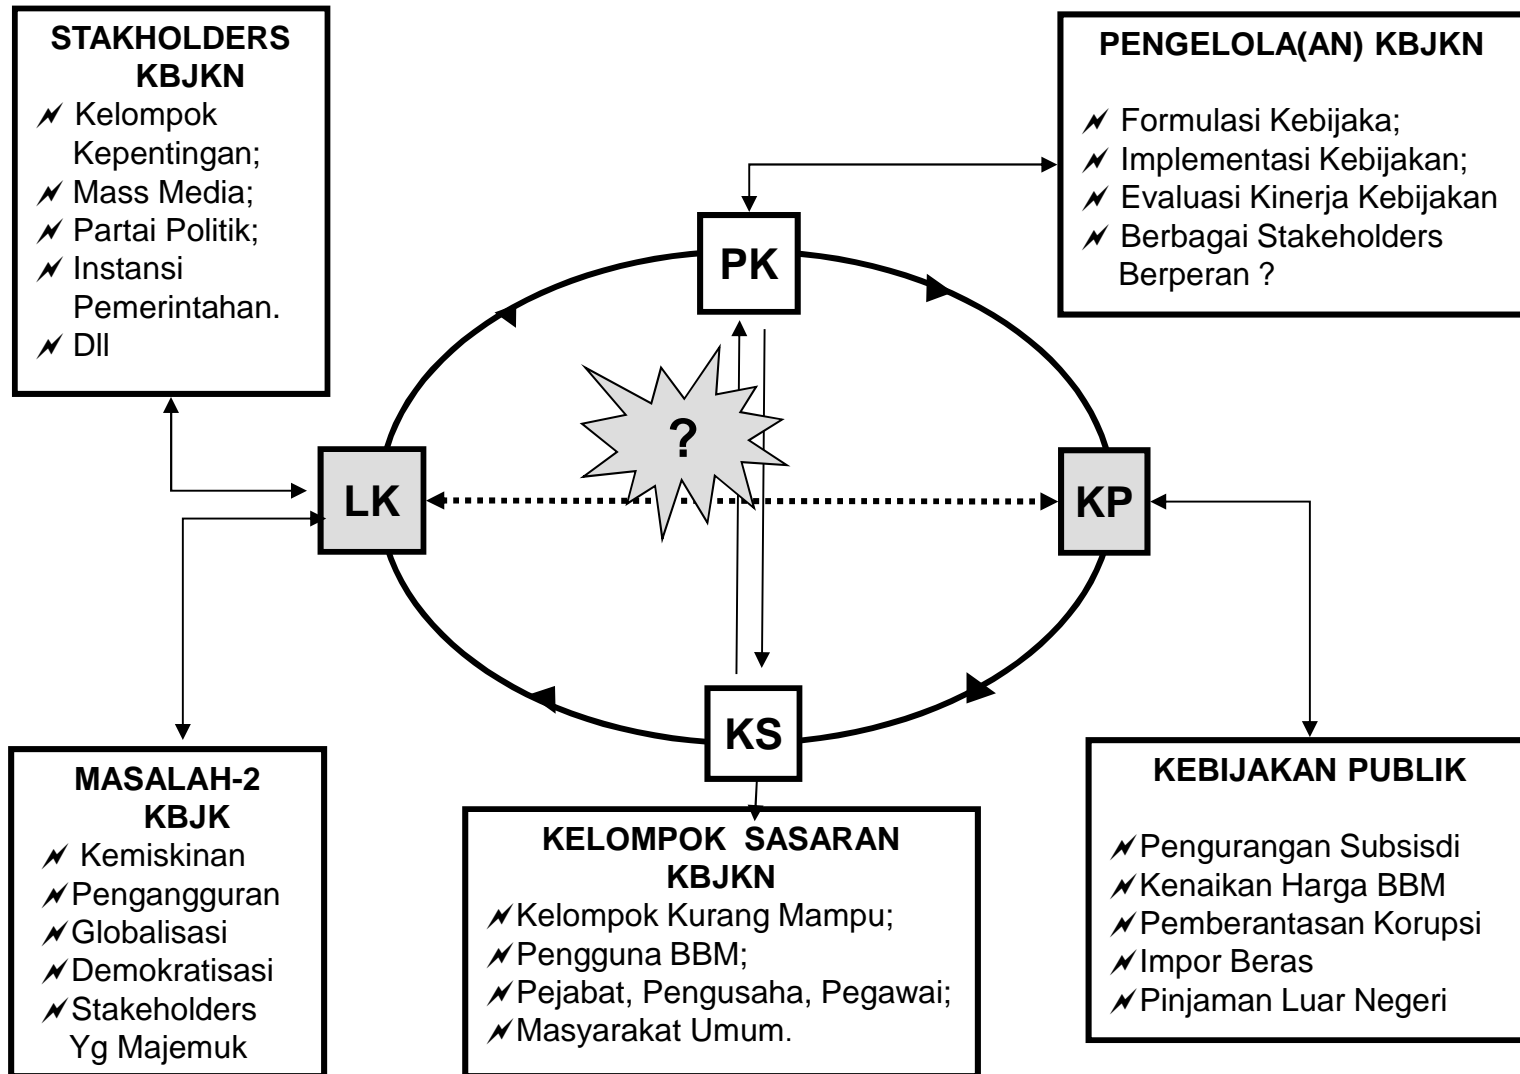 STAKHOLDERS
KBJKN
Kelompok
Kepentingan;
Mass Media;
Partai Politik;
Instansi
Pemerintahan.
Dll
PENGELOLA(AN) KBJKN
Formulasi Kebijaka;
Implementasi Kebijakan;
Evaluasi Kinerja Kebijakan
Berbagai Stakeholders
Berperan ?
PK
?
LK
KP
KS
MASALAH-2
KBJK
Kemiskinan
Pengangguran
Globalisasi
Demokratisasi
Stakeholders
Yg Majemuk
KELOMPOK SASARAN
KBJKN
Kelompok Kurang Mampu;
Pengguna BBM;
Pejabat, Pengusaha, Pegawai;
Masyarakat Umum.
KEBIJAKAN PUBLIK
Pengurangan Subsisdi
Kenaikan Harga BBM
Pemberantasan Korupsi
Impor Beras
Pinjaman Luar Negeri